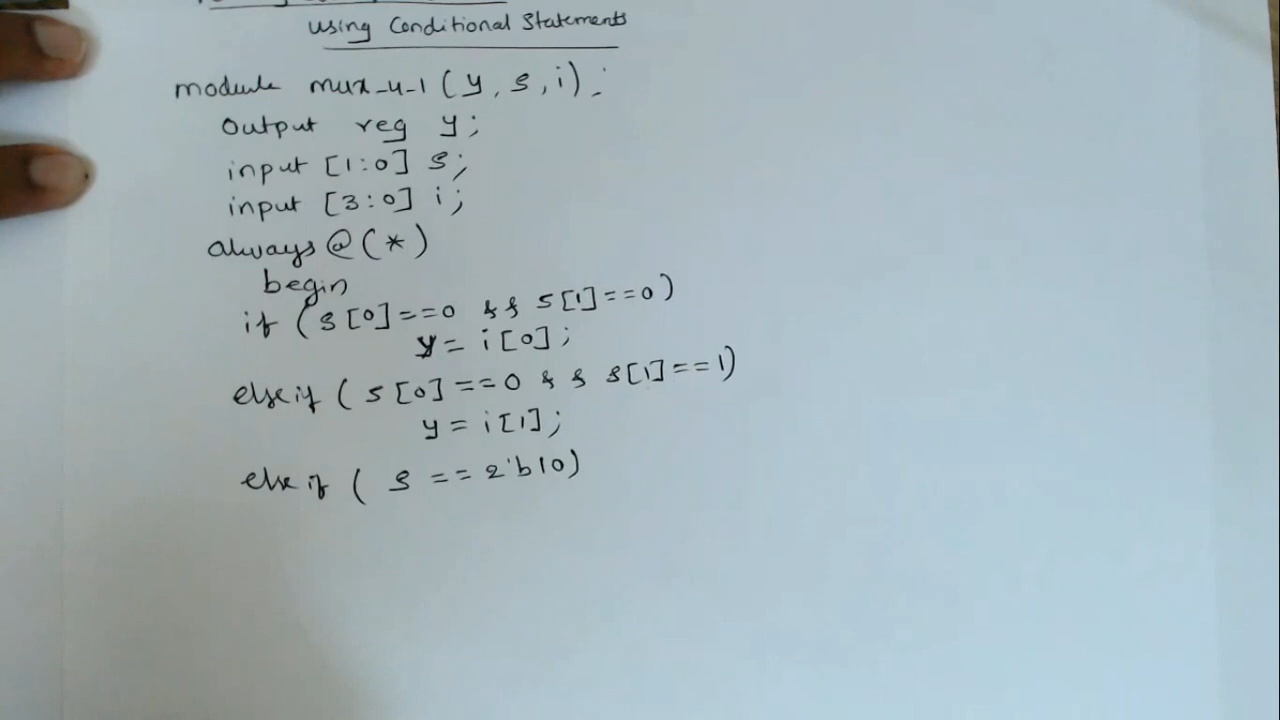 using Conditional Statements
module mux_4_1 (y, s, i);
Output reg y;
input [1:0] s;
input [3:0] i;
always @ (*)
begin
if (s[0]==0 && s[1]==0)
y = i[0];
else if (s[0]==0 && s[1]==1)
y = i[1];
else if (s == 2'b10)